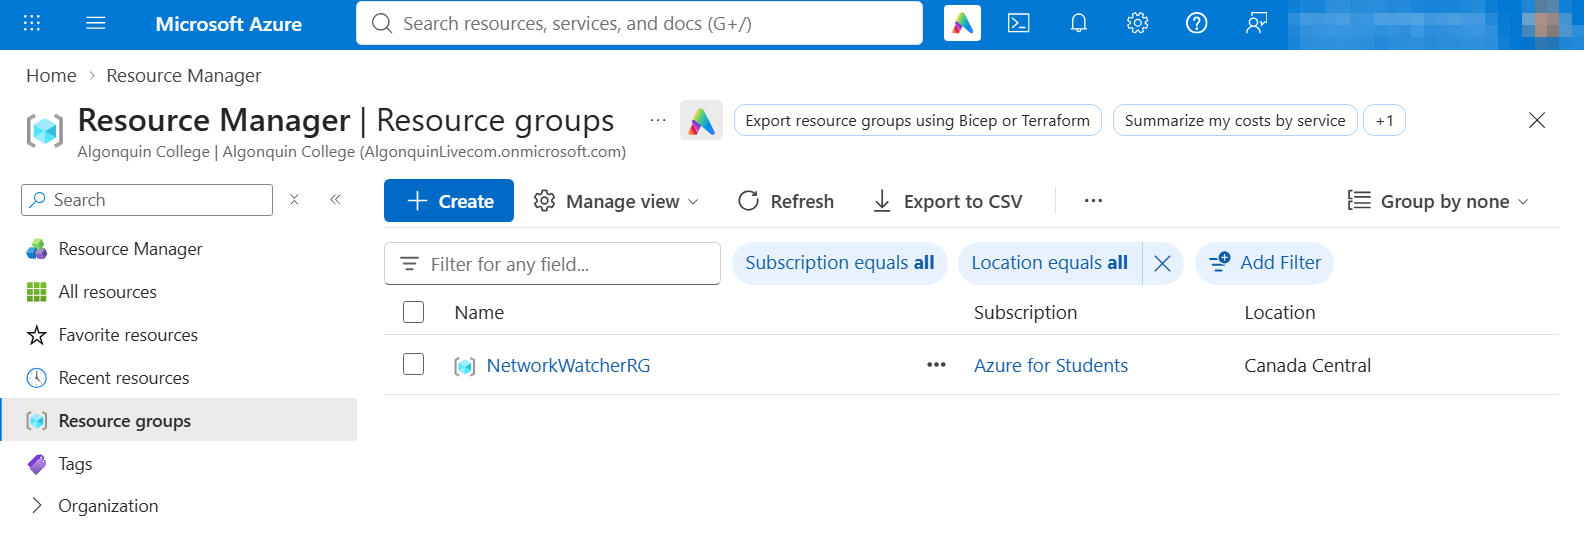 Microsoft Azure
Search resources, services, and docs (G+/)
Home > Resource Manager
Resource Manager | Resource groups
Algonquin College | Algonquin College (AlgonquinLivecom.onmicrosoft.com)
Export resource groups using Bicep or Terraform
Summarize my costs by service
+1
Search
Resource Manager
All resources
Favorite resources
Recent resources
Resource groups
Tags
Organization
Create
Manage view
Refresh
Export to CSV
Group by none
Filter for any field...
Subscription equals all
Location equals all
Add Filter
Name Subscription Location
NetworkWatcherRG Azure for Students Canada Central